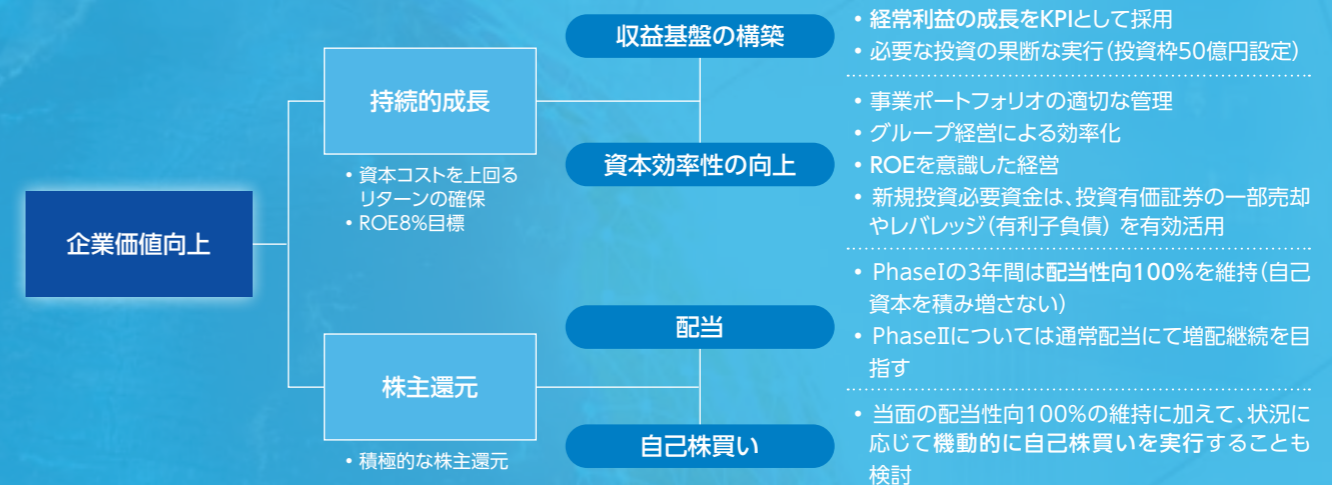 企業価値向上
持続的成長
・資本コストを上回る
リターンの確保
・ROE8%目標
収益基盤の構築
・経常利益の成長をKPIとして採用
・必要な投資の果断な実行(投資枠50億円設定)
資本効率性の向上
・事業ポートフォリオの適切な管理
・グループ経営による効率化
・ROEを意識した経営
・新規投資必要資金は、投資有価証券の一部売却
やレバレッジ(有利子負債) を有効活用
株主還元
・積極的な株主還元
配当
・PhaseⅠの3年間は配当性向100%を維持(自己
資本を積み増さない)
・PhaseⅡについては通常配当にて増配継続を目
指す
自己株買い
・当面の配当性向100%の維持に加えて、状況に
応じて機動的に自己株買いを実行することも
検討